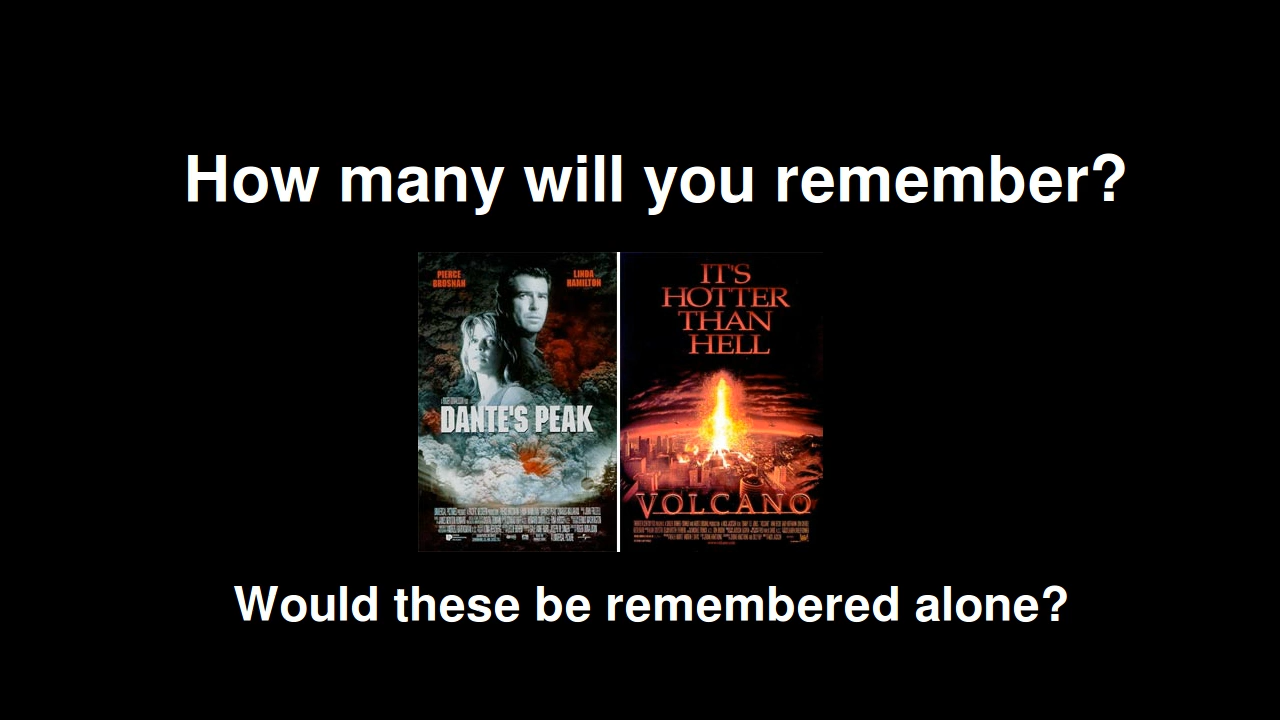 How many will you remember?
PIERCE
BROSNAN
LINDA
HAMILTON
DANTE'S PEAK
IT'S
HOTTER
THAN
HELL
VOLCANO
Would these be remembered alone?